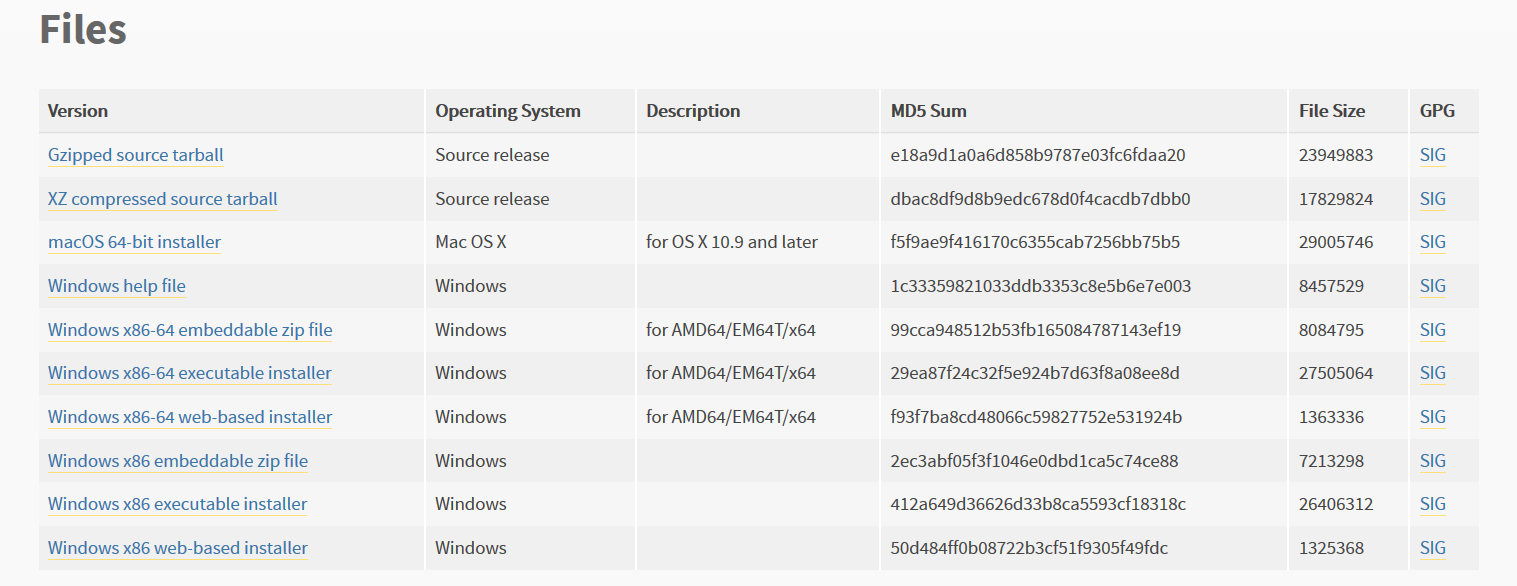 Files
Version Operating System Description MD5 Sum File Size GPG
Gzipped source tarball Source release e18a9d1a0a6d858b9787e03fc6fdaa20 23949883 SIG
XZ compressed source tarball Source release dbac8df9d8b9edc678d0f4cacdb7dbb0 17829824 SIG
macOS 64-bit installer Mac OS X for OS X 10.9 and later f5f9ae9f416170c6355cab7256bb75b5 29005746 SIG
Windows help file Windows 1c33359821033ddb3353c8e5b6e7e003 8457529 SIG
Windows x86-64 embeddable zip file Windows for AMD64/EM64T/x64 99cca948512b53fb165084787143ef19 8084795 SIG
Windows x86-64 executable installer Windows for AMD64/EM64T/x64 29ea87f24c32f5e924b7d63f8a08ee8d 27505064 SIG
Windows x86-64 web-based installer Windows for AMD64/EM64T/x64 f93f7ba8cd48066c59827752e531924b 1363336 SIG
Windows x86 embeddable zip file Windows 2ec3abf05f3f1046e0dbd1ca5c74ce88 7213298 SIG
Windows x86 executable installer Windows 412a649d36626d33b8ca5593cf18318c 26406312 SIG
Windows x86 web-based installer Windows 50d484ff0b08722b3cf51f9305f49fdc 1325368 SIG